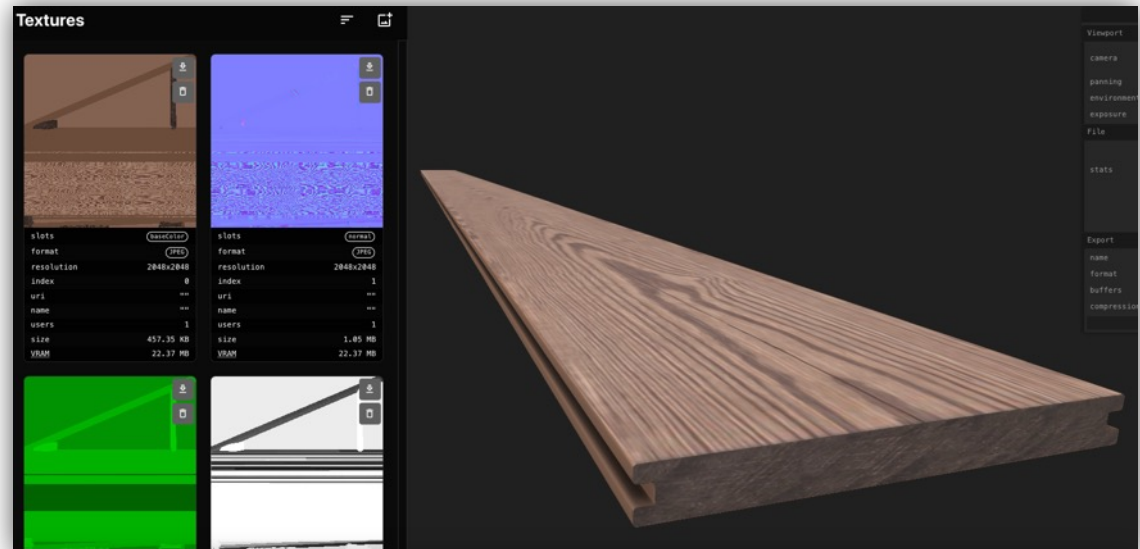 Textures
slots baseColor
format JPEG
resolution 2048x2048
index 0
uri ""
name ""
users 1
size 457.35 KB
VRAM 22.37 MB
slots normal
format JPEG
resolution 2048x2048
index 1
uri ""
name ""
users 1
size 1.05 MB
VRAM 22.37 MB
Viewport
camera
panning
environment
exposure
File
stats
Export
name
format
buffers
compression